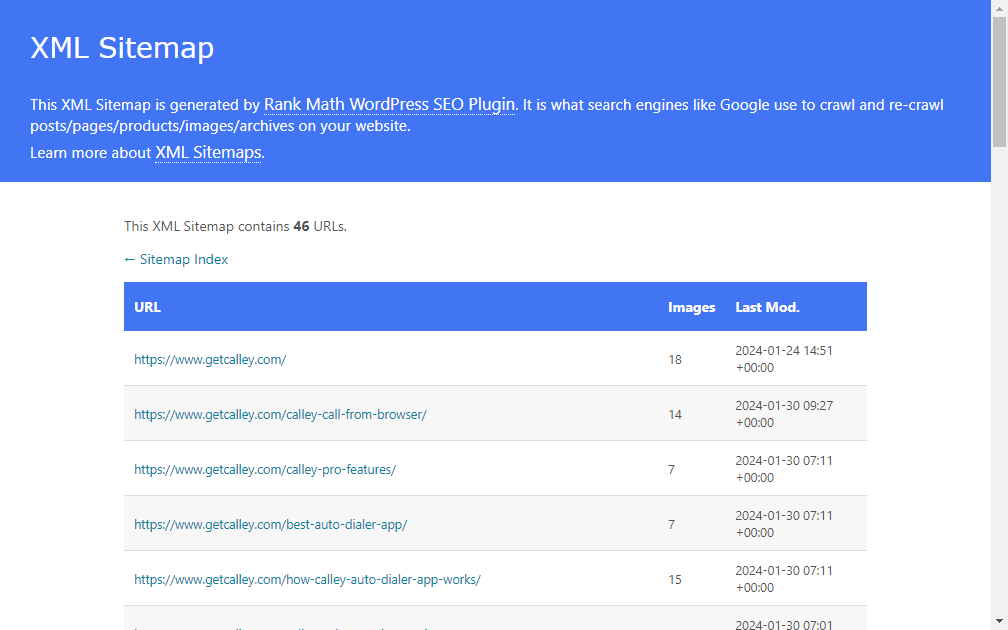 XML Sitemap
This XML Sitemap is generated by Rank Math WordPress SEO Plugin. It is what search engines like Google use to crawl and re-crawl
posts/pages/products/images/archives on your website.
Learn more about XML Sitemaps.
This XML Sitemap contains 46 URLs.
← Sitemap Index
URL Images Last Mod.
https://www.getcalley.com/ 18 2024-01-24 14:51
+00:00
https://www.getcalley.com/calley-call-from-browser/ 14 2024-01-30 09:27
+00:00
https://www.getcalley.com/calley-pro-features/ 7 2024-01-30 07:11
+00:00
https://www.getcalley.com/best-auto-dialer-app/ 7 2024-01-30 07:11
+00:00
https://www.getcalley.com/how-calley-auto-dialer-app-works/ 15 2024-01-30 07:11
+00:00
2024-01-30 07:01